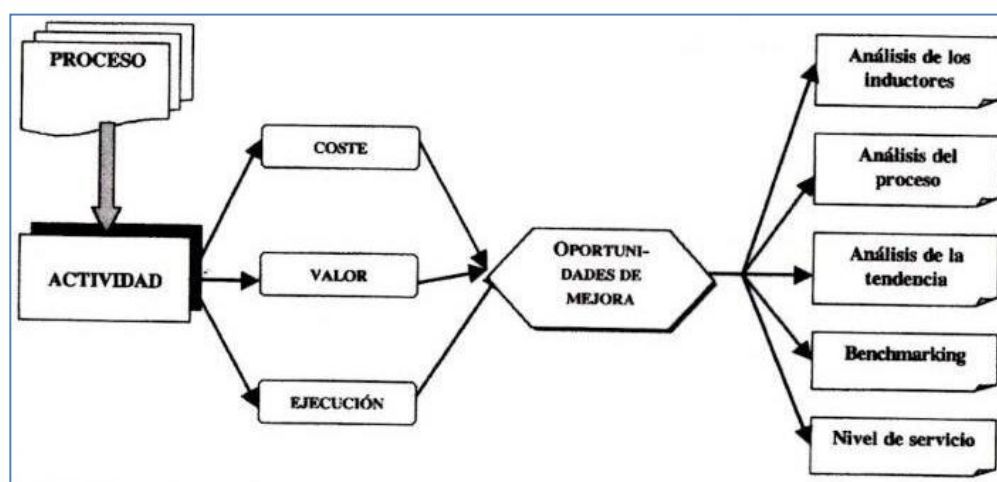 PROCESO
ACTIVIDAD
COSTE
VALOR
EJECUCIÓN
OPORTUNI-
DADES DE
MEJORA
Análisis de los
inductores
Análisis del
proceso
Análisis de la
tendencia
Benchmarking
Nivel de servicio